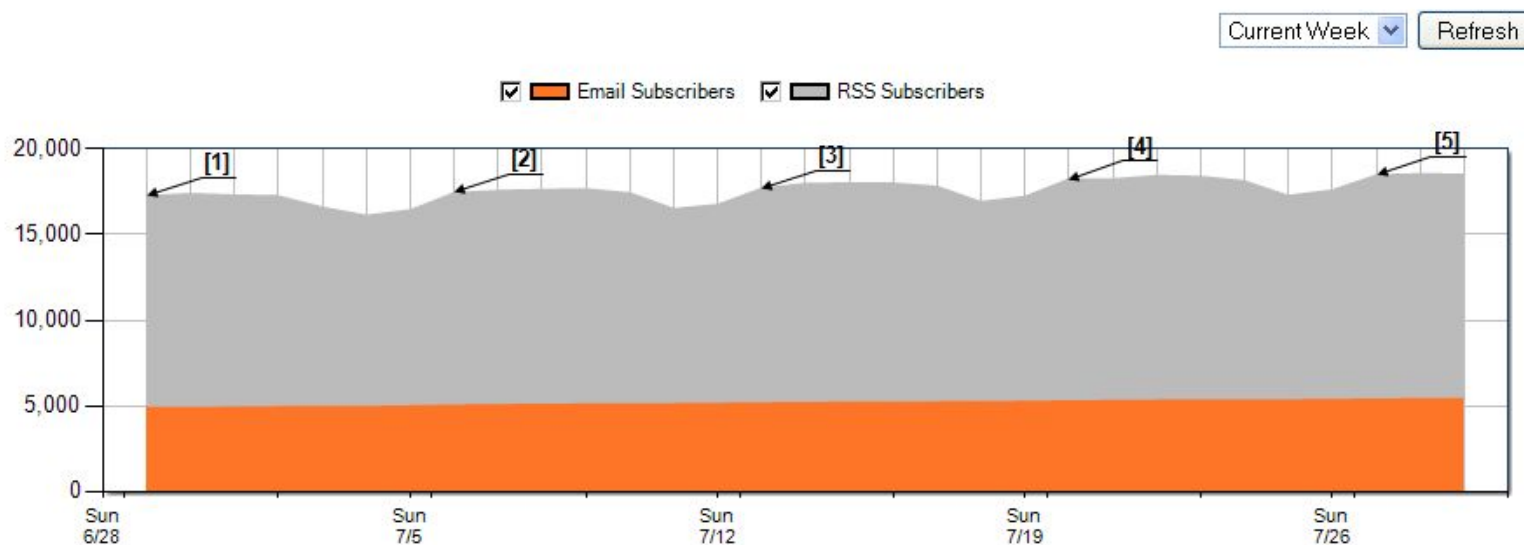 Current Week Refresh
Email Subscribers RSS Subscribers
20,000
[1] [2] [3] [4] [5]
15,000
10,000
5,000
0
Sun Sun Sun Sun Sun
6/28 7/5 7/12 7/19 7/26